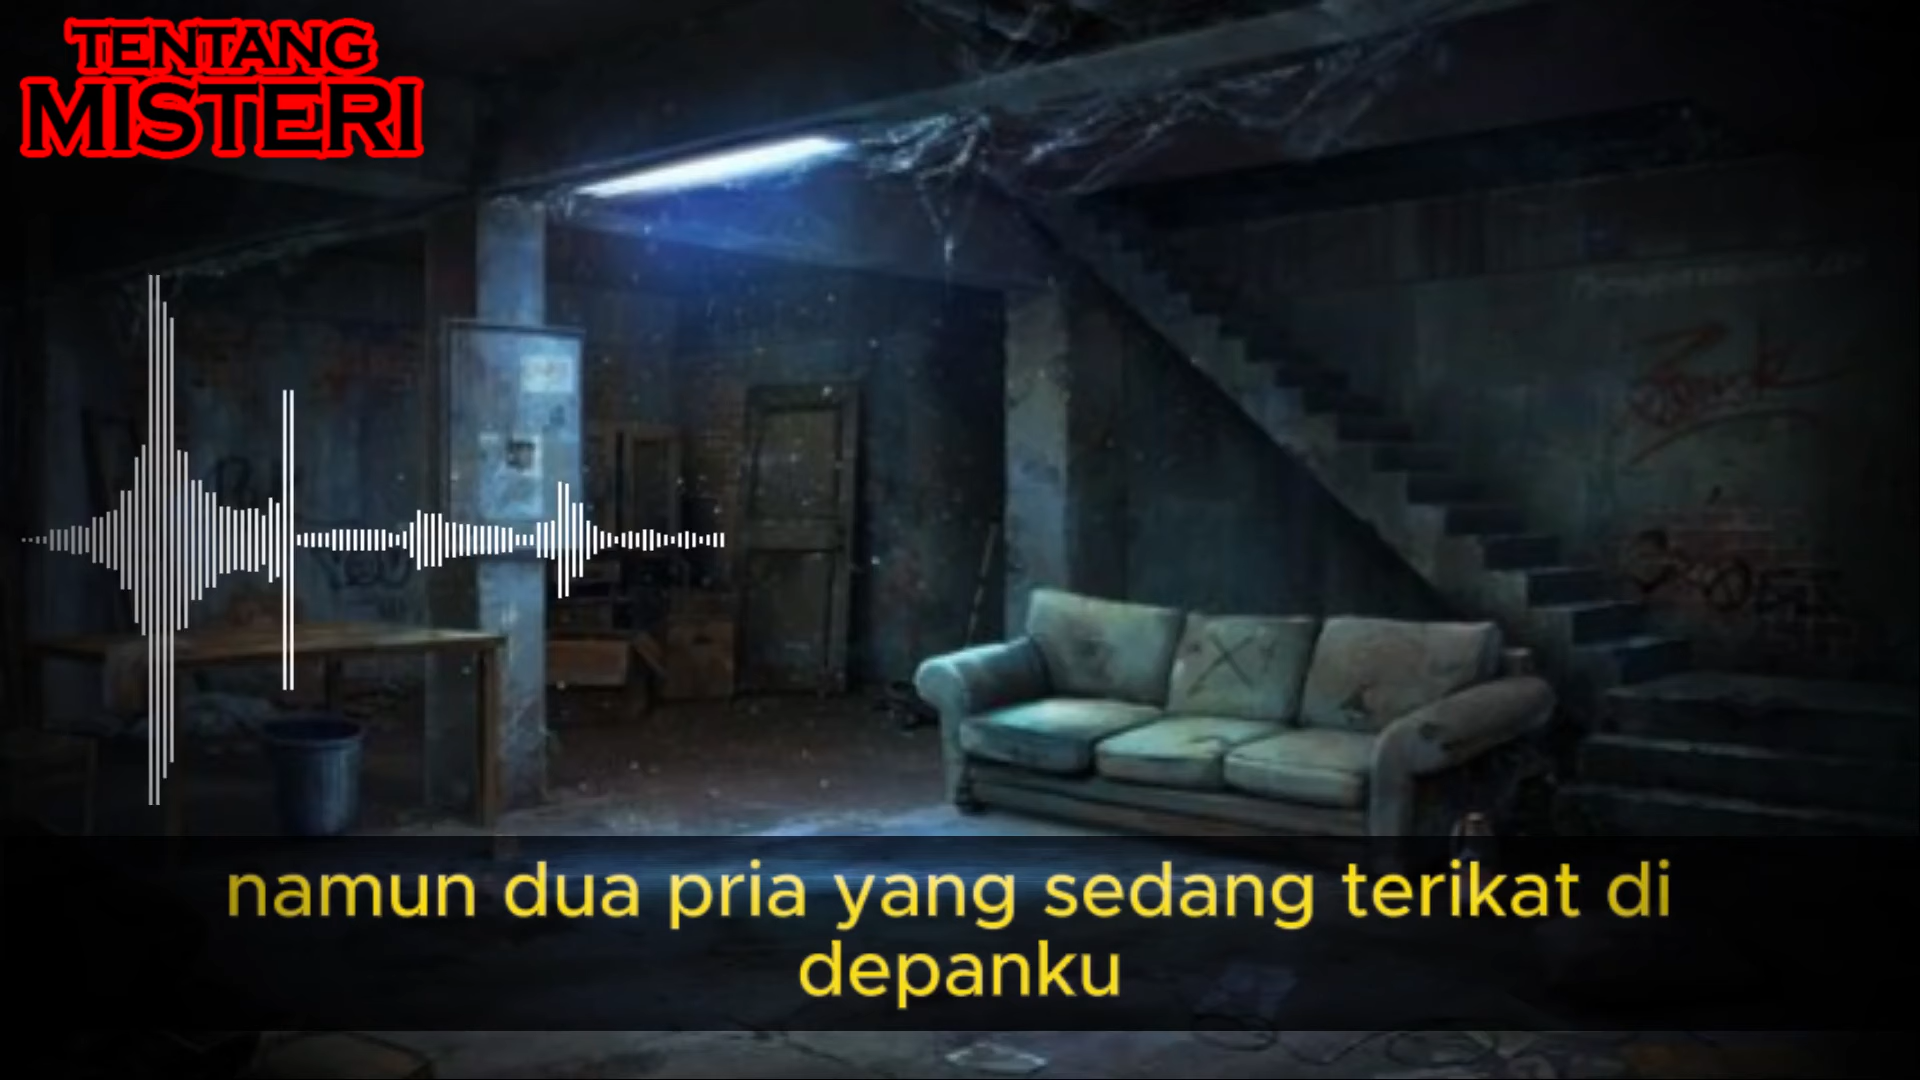 TENTANG
MISTERI
namun dua pria yang sedang terikat di
depanku